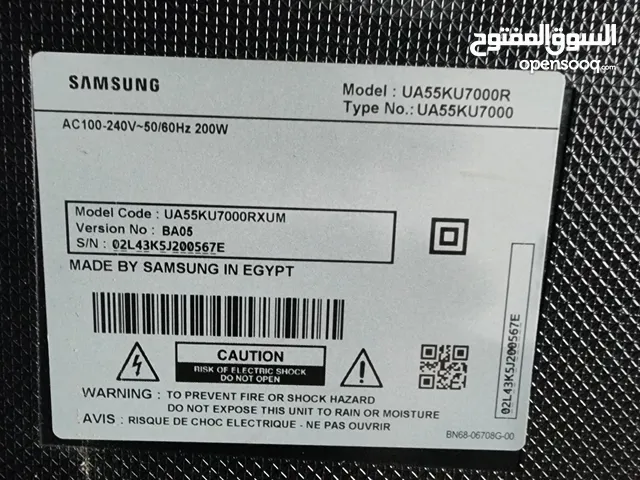 السوق المفتوح
opensooq.com
SAMSUNG
Model : UA55KU7000R
Type No.: UA55KU7000
AC100-240V~50/60Hz 200W
Model Code : UA55KU7000RXUM
Version No : BA05
S/N : 02L43K5J200567E
MADE BY SAMSUNG IN EGYPT
02L43K5J200567E
CAUTION
RISK OF ELECTRIC SHOCK
DO NOT OPEN
WARNING : TO PREVENT FIRE OR SHOCK HAZARD
DO NOT EXPOSE THIS UNIT TO RAIN OR MOISTURE
AVIS : RISQUE DE CHOC ELECTRIQUE - NE PAS OUVRIR
BN68-06708G-00